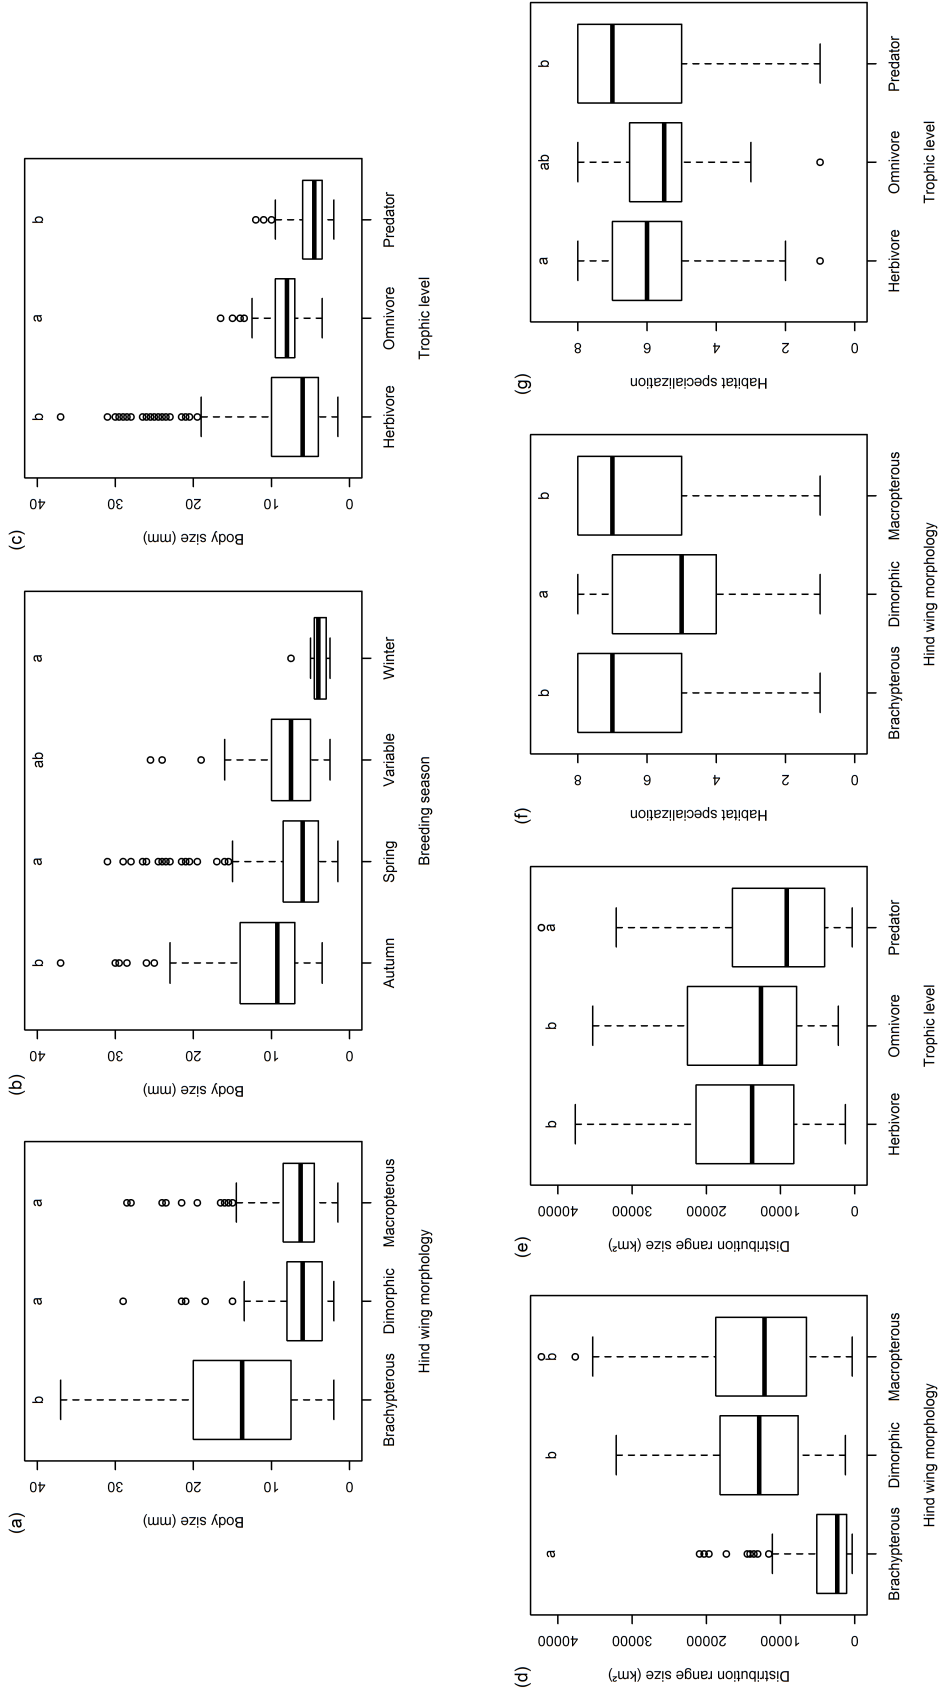 (a)
Body size (mm)
0 10 20 30 40
b a a
Brachypterous Dimorphic Macropterous
Hind wing morphology
(b)
Body size (mm)
0 10 20 30 40
b a ab a
Autumn Spring Variable Winter
Breeding season
(c)
Body size (mm)
0 10 20 30 40
b a b
Herbivore Omnivore Predator
Trophic level
(d)
Distribution range size (km²)
0 10000 20000 30000 40000
a b b
Brachypterous Dimorphic Macropterous
Hind wing morphology
(e)
Distribution range size (km²)
0 10000 20000 30000 40000
b b a
Herbivore Omnivore Predator
Trophic level
(f)
Habitat specialization
0 2 4 6 8
b a b
Brachypterous Dimorphic Macropterous
Hind wing morphology
(g)
Habitat specialization
0 2 4 6 8
a ab b
Herbivore Omnivore Predator
Trophic level